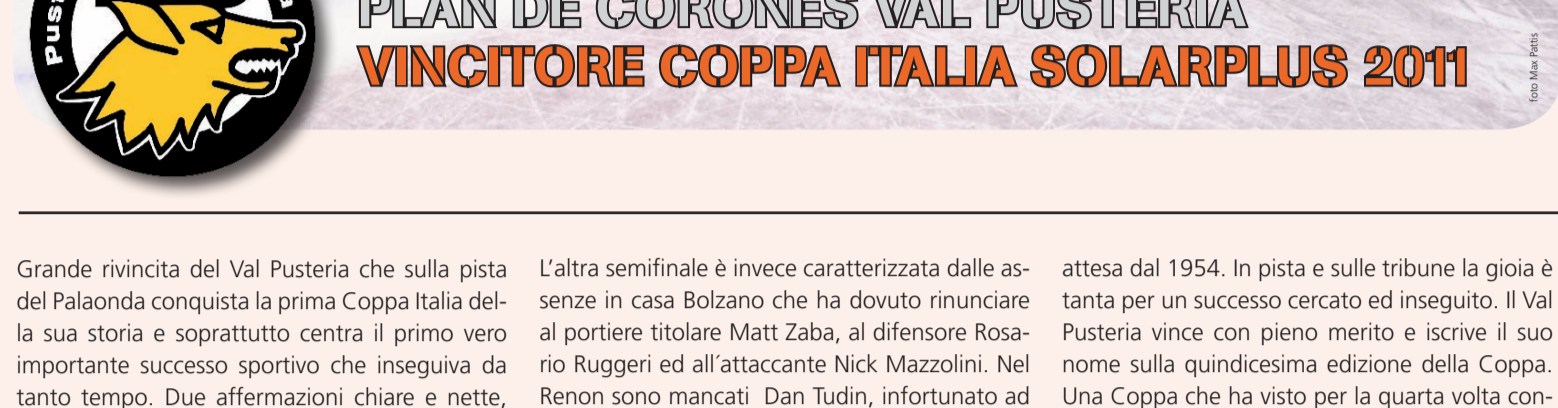 Pus
PLAN DE CORONES VAL PUSTERIA
VINCITORE COPPA ITALIA SOLARPLUS 2011
foto Max Pattis
Grande rivincita del Val Pusteria che sulla pista
del Palaonda conquista la prima Coppa Italia del-
la sua storia e soprattutto centra il primo vero
importante successo sportivo che inseguiva da
tanto tempo. Due affermazioni chiare e nette,
L'altra semifinale è invece caratterizzata dalle as-
senze in casa Bolzano che ha dovuto rinunciare
al portiere titolare Matt Zaba, al difensore Rosa-
rio Ruggeri ed all´attaccante Nick Mazzolini. Nel
Renon sono mancati  Dan Tudin, infortunato ad
attesa dal 1954. In pista e sulle tribune la gioia è
tanta per un successo cercato ed inseguito. Il Val
Pusteria vince con pieno merito e iscrive il suo
nome sulla quindicesima edizione della Coppa.
Una Coppa che ha visto per la quarta volta con-